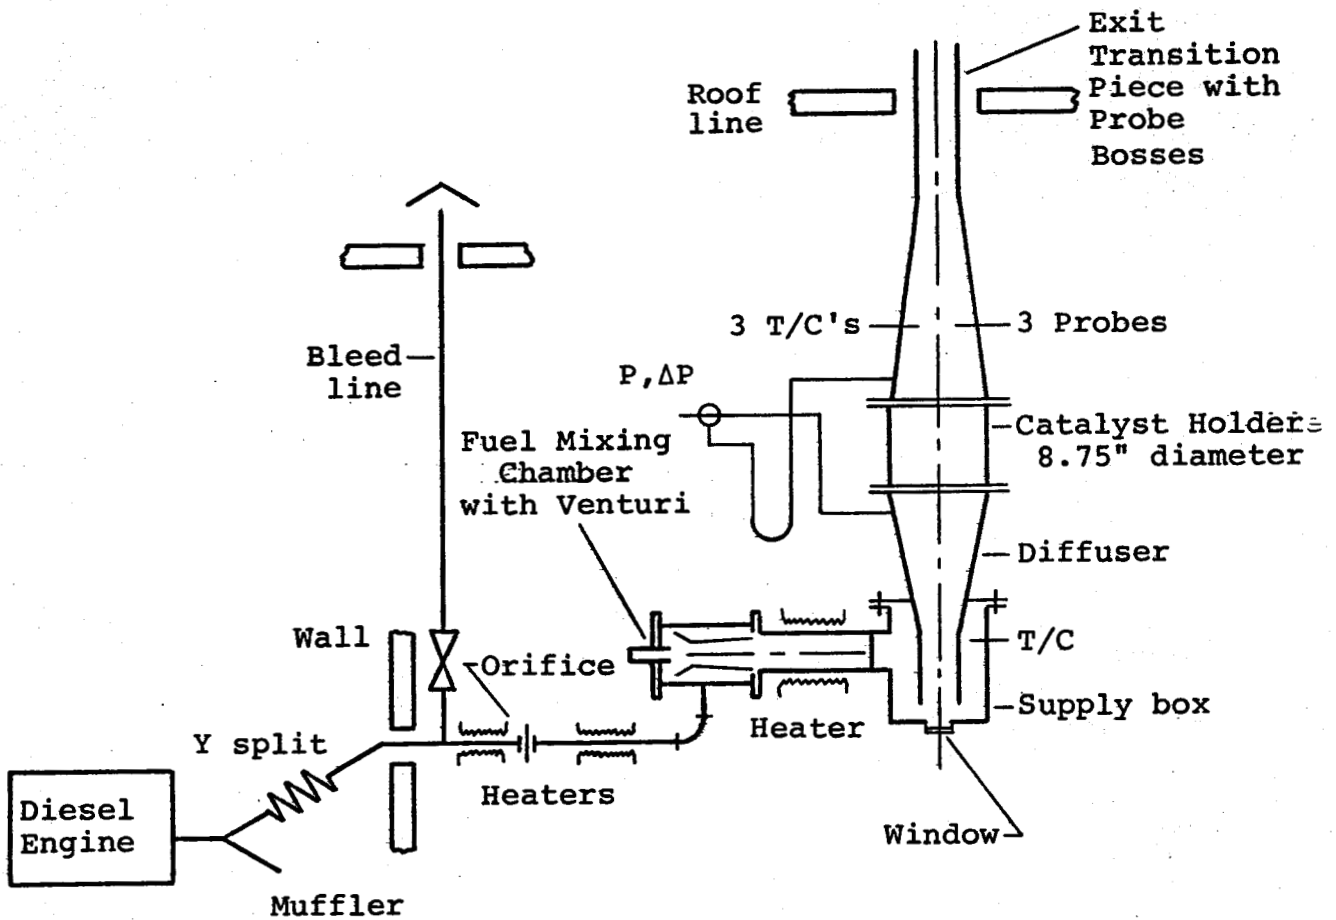 Exit
Transition
Piece with
Probe
Bosses
Roof
line
3 T/C's
3 Probes
Bleed
line
P,ΔP
Catalyst Holder
8.75" diameter
Fuel Mixing
Chamber
with Venturi
Diffuser
Wall
Orifice
T/C
Supply box
Heater
Y split
Heaters
Diesel
Engine
Window
Muffler